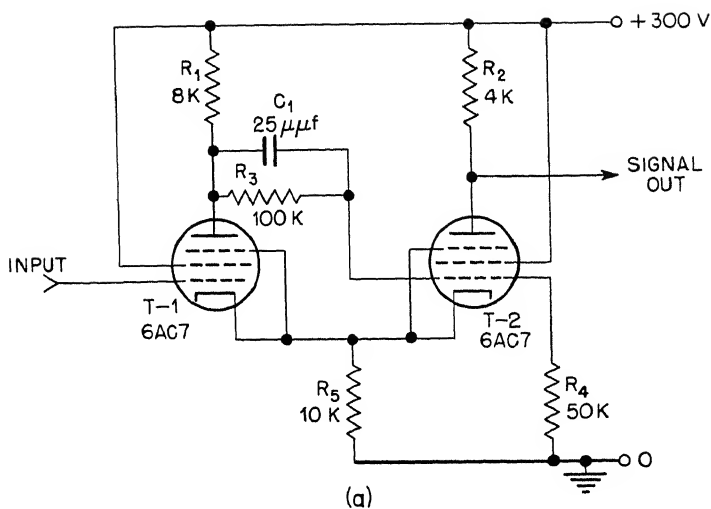 +300 V
R1
8K
C1
25 μμf
R2
4K
R3
100 K
SIGNAL
OUT
INPUT
T-1
6AC7
T-2
6AC7
R5
10 K
R4
50K
0
(a)